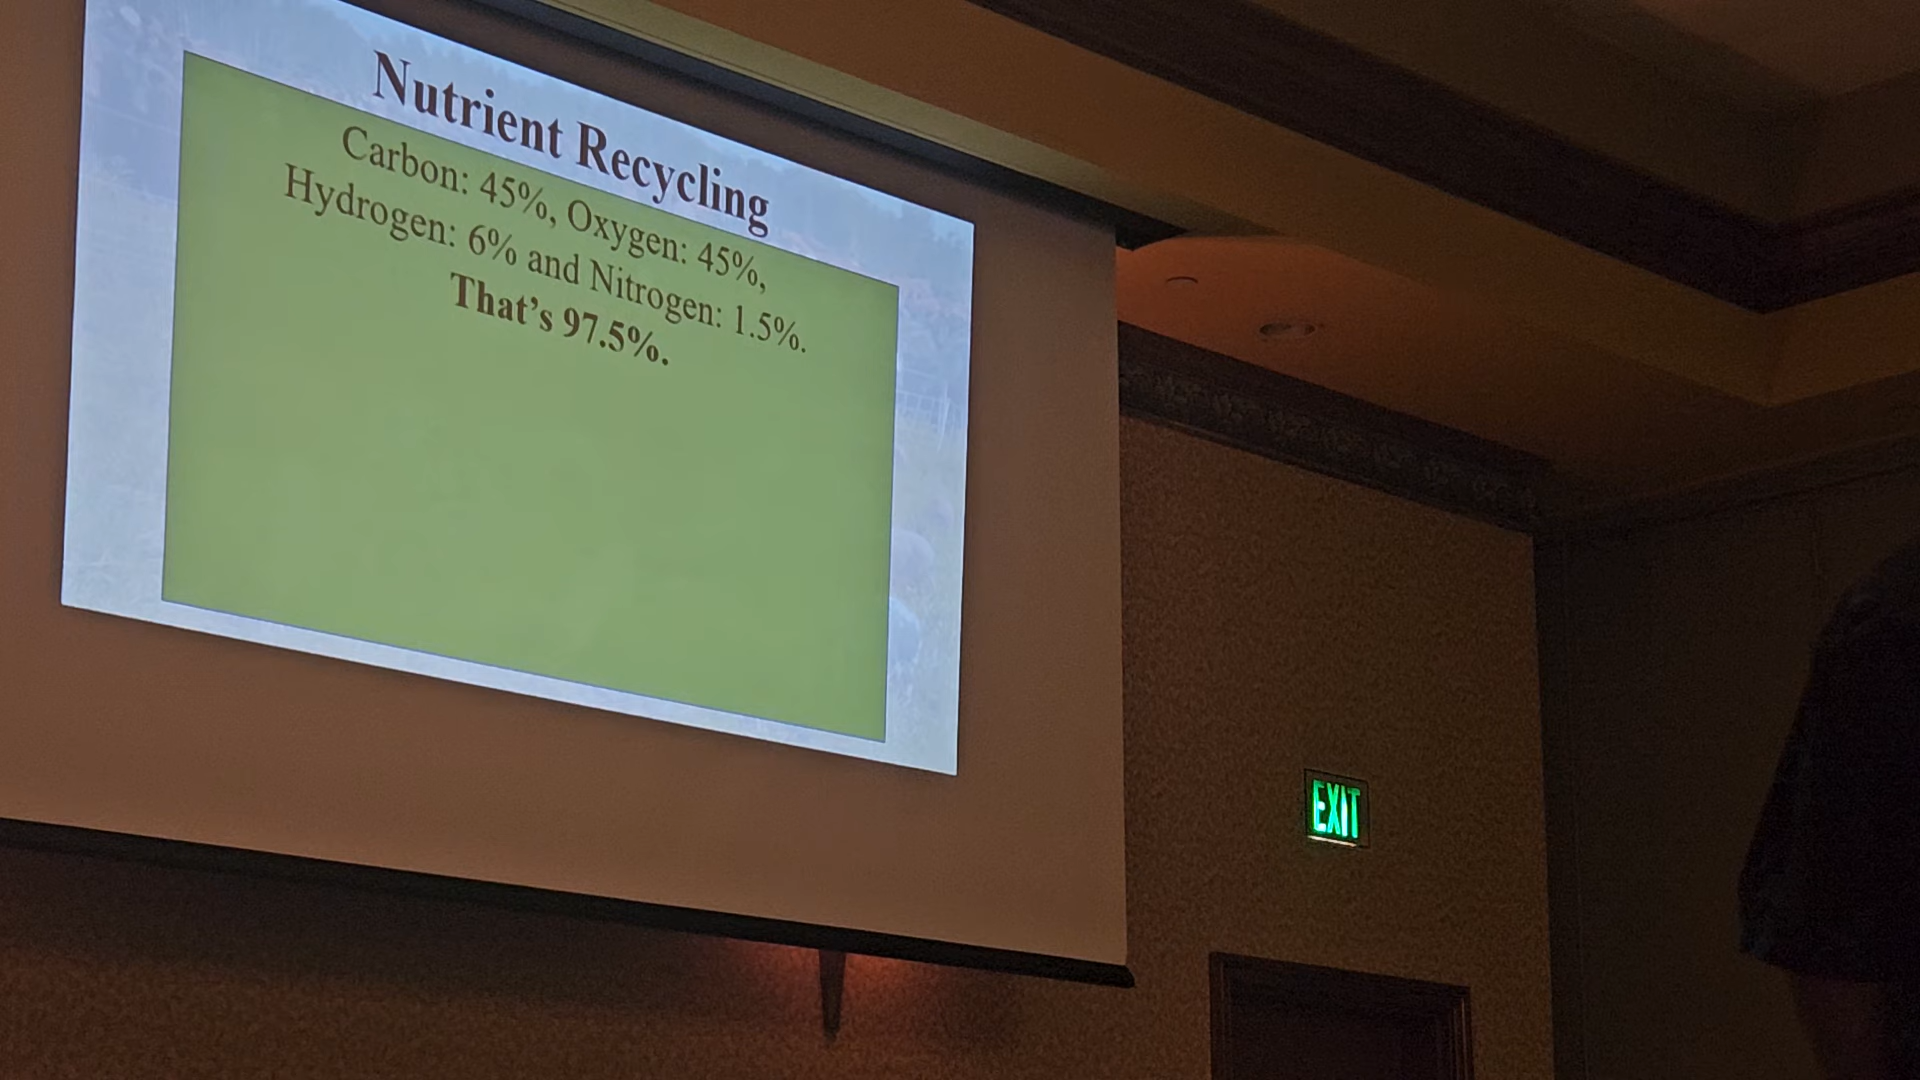 Nutrient Recycling
Carbon: 45%, Oxygen: 45%,
Hydrogen: 6% and Nitrogen: 1.5%.
That's 97.5%.
EXIT